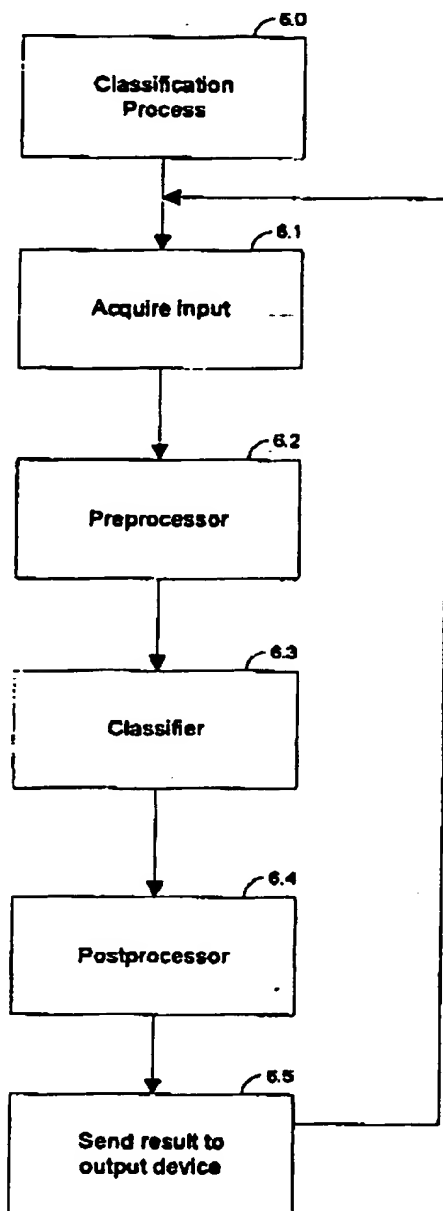 6.0
Classification
Process
6.1
Acquire input
6.2
Preprocessor
6.3
Classifier
6.4
Postprocessor
6.5
Send result to
output device